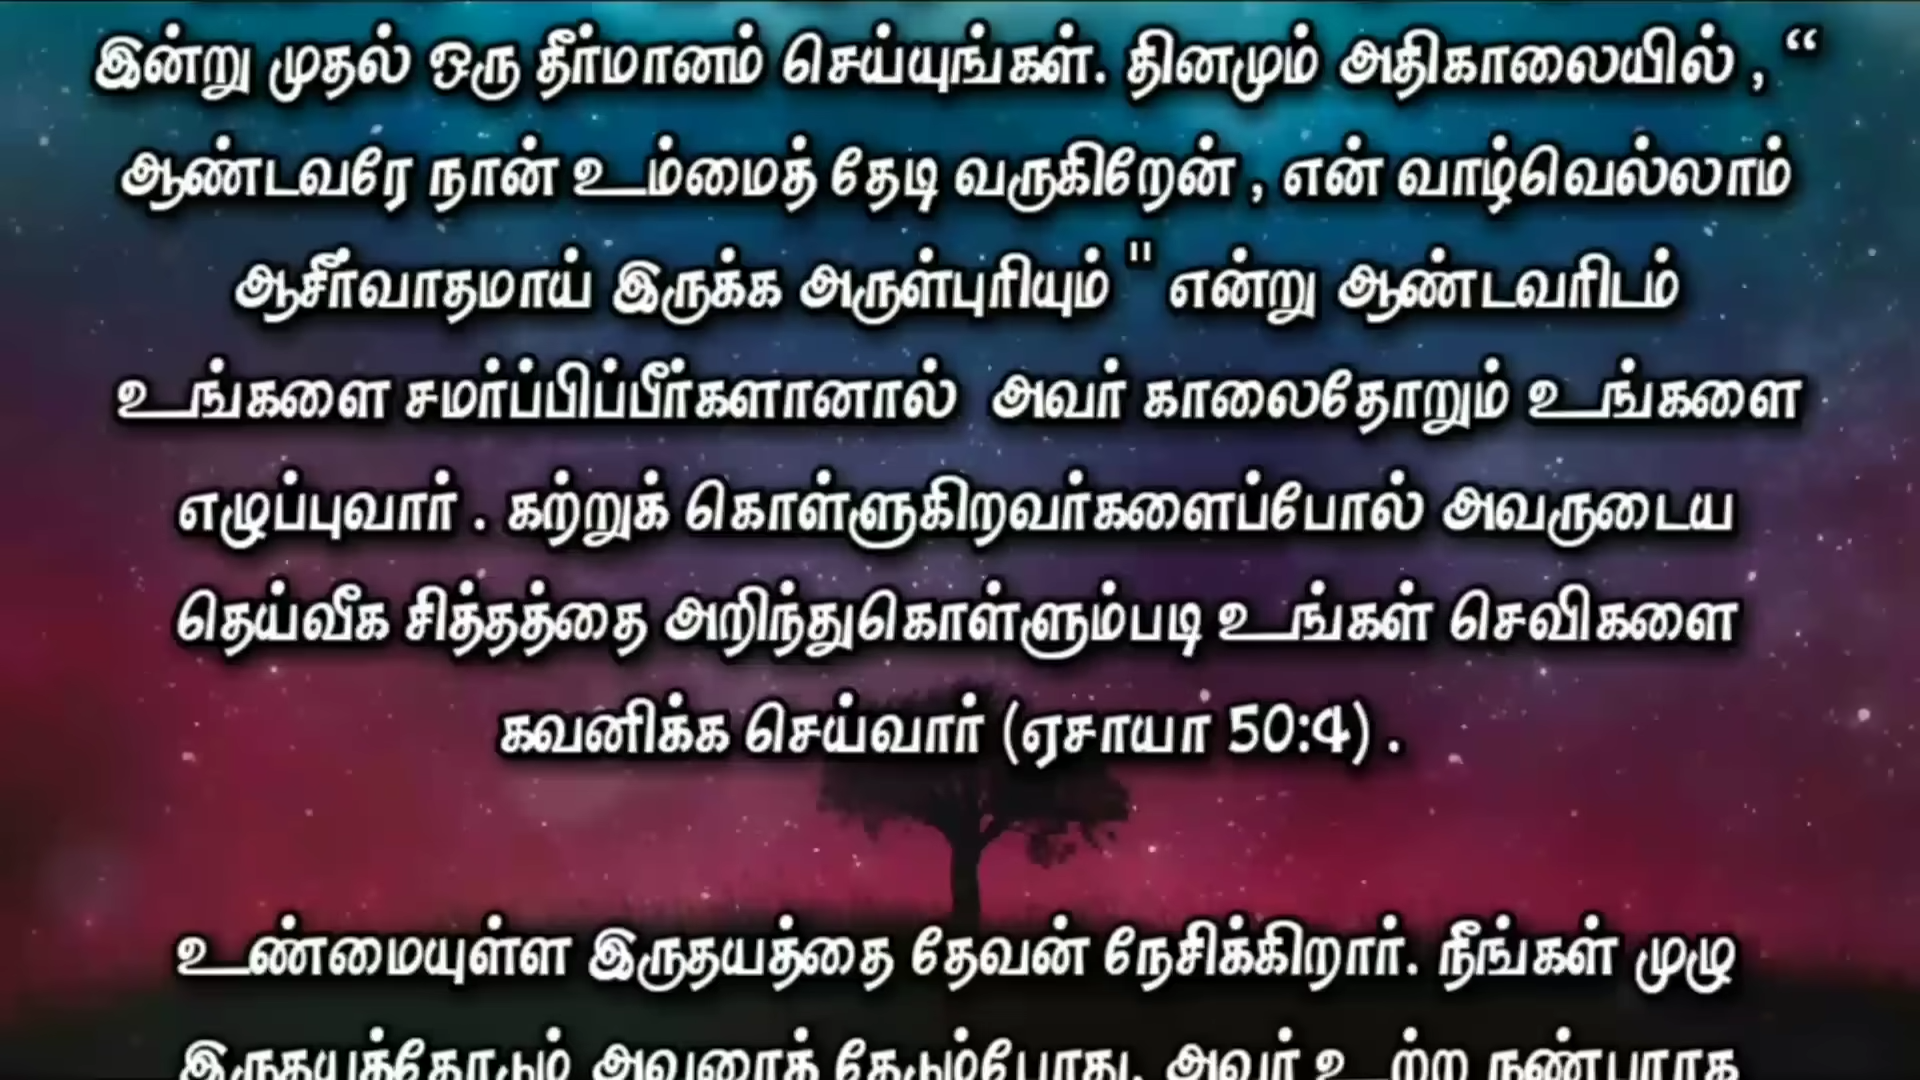 இன்று முதல் ஒரு தீர்மானம் செய்யுங்கள். தினமும் அதிகாலையில் , “
ஆண்டவரே நான் உம்மைத் தேடி வருகிறேன் , என் வாழ்வெல்லாம்
ஆசீர்வாதமாய் இருக்க அருள்புரியும் " என்று ஆண்டவரிடம்
உங்களை சமர்ப்பிப்பீர்களானால் அவர் காலைதோறும் உங்களை
எழுப்புவார் . கற்றுக் கொள்ளுகிறவர்களைப்போல் அவருடைய
தெய்வீக சித்தத்தை அறிந்துகொள்ளும்படி உங்கள் செவிகளை
கவனிக்க செய்வார் (ஏசாயா 50:4) .
உண்மையுள்ள இருதயத்தை தேவன் நேசிக்கிறார். நீங்கள் முழு
இருதயத்தோடும் அவரைத் தேடும்போது, அவர் உற்ற நண்பராக